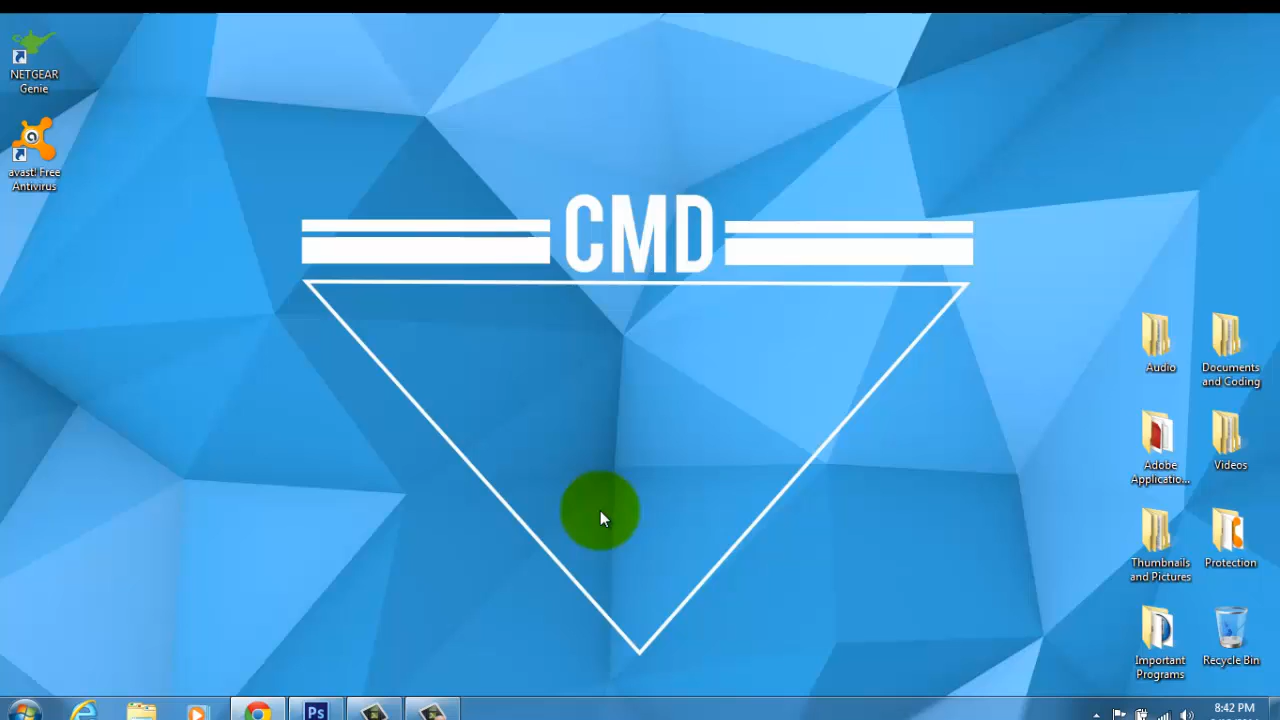 NETGEAR
Genie
avast! Free
Antivirus
CMD
Audio
Documents
and Coding
Adobe
Applicatio...
Videos
Thumbnails
and Pictures
Protection
Important
Programs
Recycle Bin
Ps
8:42 PM